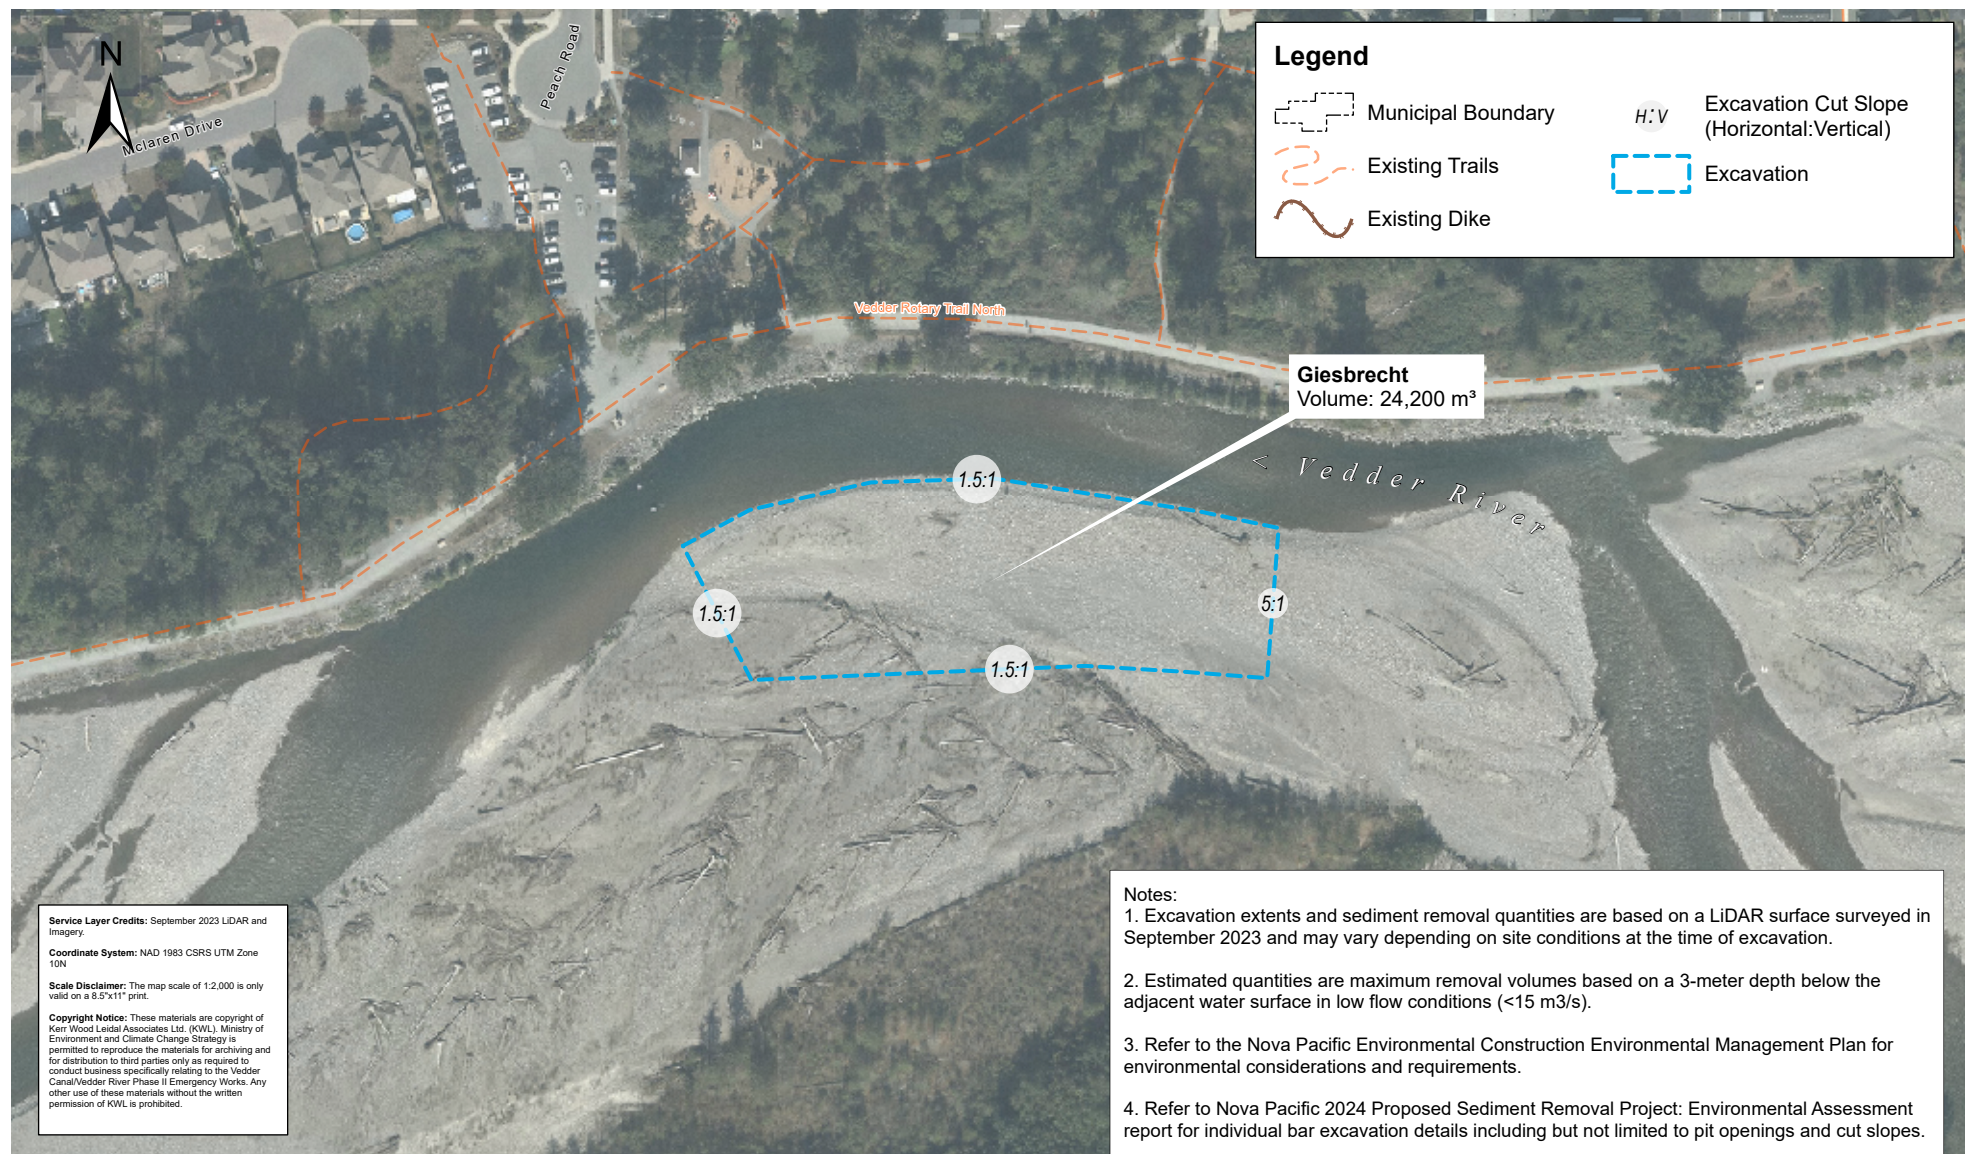 N
Mclaren Drive
Peach Road
Legend
Municipal Boundary
Existing Trails
Existing Dike
H:V
Excavation Cut Slope
(Horizontal:Vertical)
Excavation
Vedder Rotary Trail North
Giesbrecht
Volume: 24,200 m³
< Vedder River
1.5:1
1.5:1
5:1
1.5:1
Service Layer Credits: September 2023 LiDAR and
Imagery.
Coordinate System: NAD 1983 CSRS UTM Zone
10N
Scale Disclaimer: The map scale of 1:2,000 is only
valid on a 8.5"x11" print.
Copyright Notice: These materials are copyright of
Kerr Wood Leidal Associates Ltd. (KWL). Ministry of
Environment and Climate Change Strategy is
permitted to reproduce the materials for archiving and
for distribution to third parties only as required to
conduct business specifically relating to the Vedder
Canal/Vedder River Phase II Emergency Works. Any
other use of these materials without the written
permission of KWL is prohibited.
Notes:
1. Excavation extents and sediment removal quantities are based on a LiDAR surface surveyed in
September 2023 and may vary depending on site conditions at the time of excavation.
2. Estimated quantities are maximum removal volumes based on a 3-meter depth below the
adjacent water surface in low flow conditions (<15 m3/s).
3. Refer to the Nova Pacific Environmental Construction Environmental Management Plan for
environmental considerations and requirements.
4. Refer to Nova Pacific 2024 Proposed Sediment Removal Project: Environmental Assessment
report for individual bar excavation details including but not limited to pit openings and cut slopes.